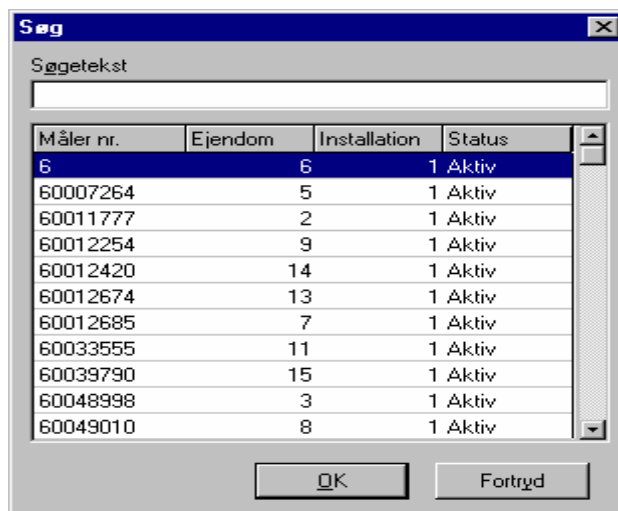 Søg
Søgetekst
Måler nr. Ejendom Installation Status
6 6 1 Aktiv
60007264 5 1 Aktiv
60011777 2 1 Aktiv
60012254 9 1 Aktiv
60012420 14 1 Aktiv
60012674 13 1 Aktiv
60012685 7 1 Aktiv
60033555 11 1 Aktiv
60039790 15 1 Aktiv
60048998 3 1 Aktiv
60049010 8 1 Aktiv
OK Fortryd